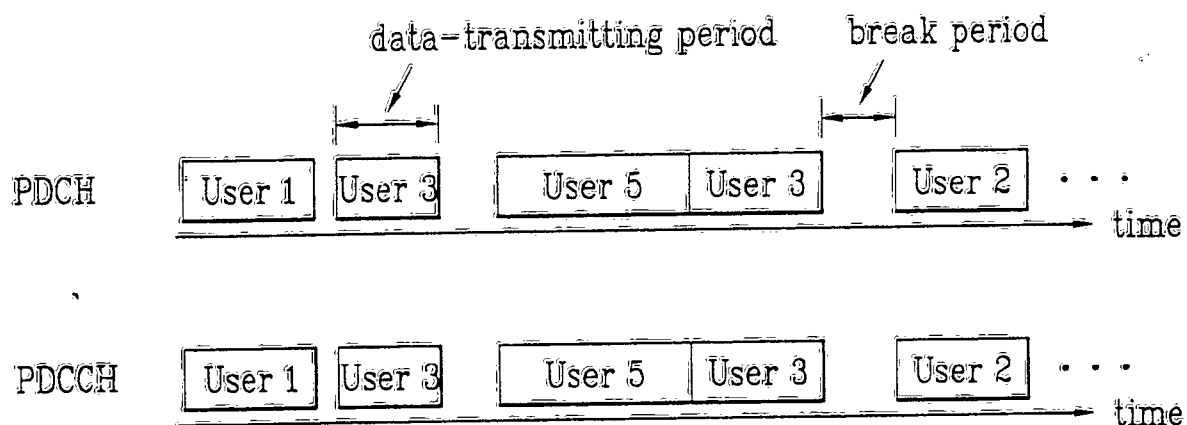 data-transmitting period break period
PDCH User 1 User 3 User 5 User 3 User 2 . . .
time
PDCCH User 1 User 3 User 5 User 3 User 2 . . .
time